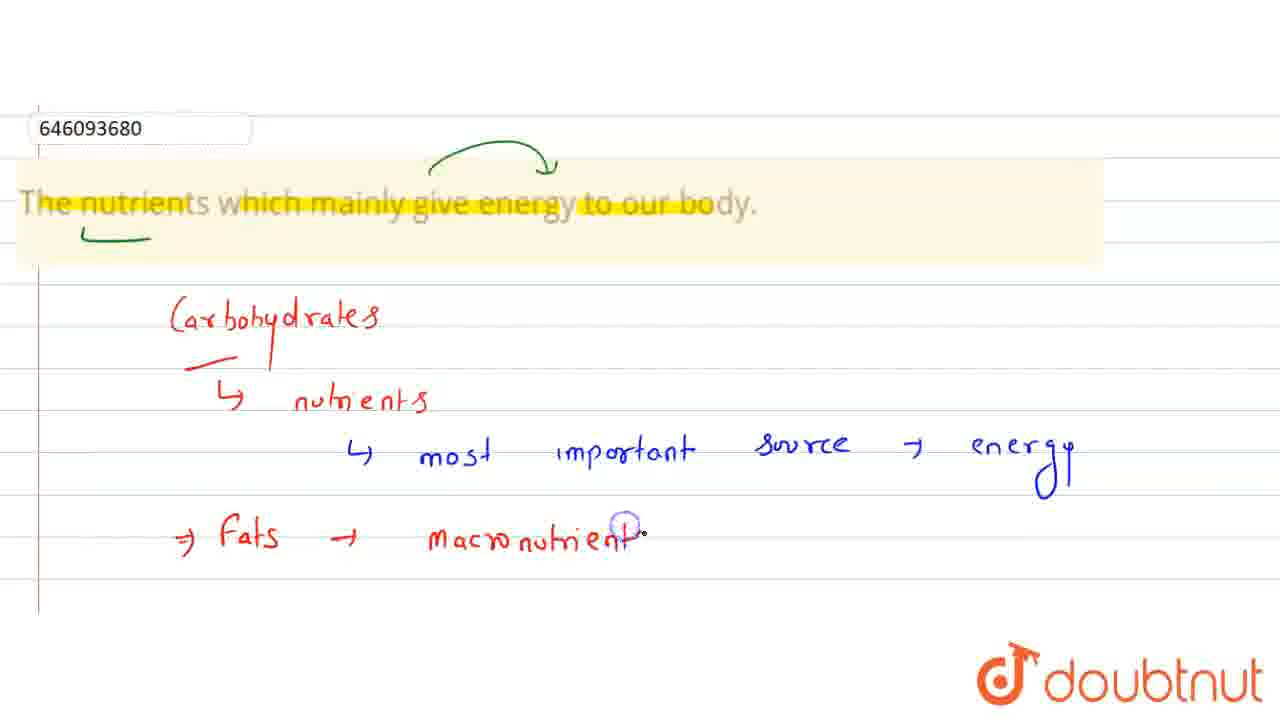 646093680
The nutrients which mainly give energy to our body.
Carbohydrates
↳ nutrients
↳ most important source → energy
⇒ Fats → macronutrient
doubtnut